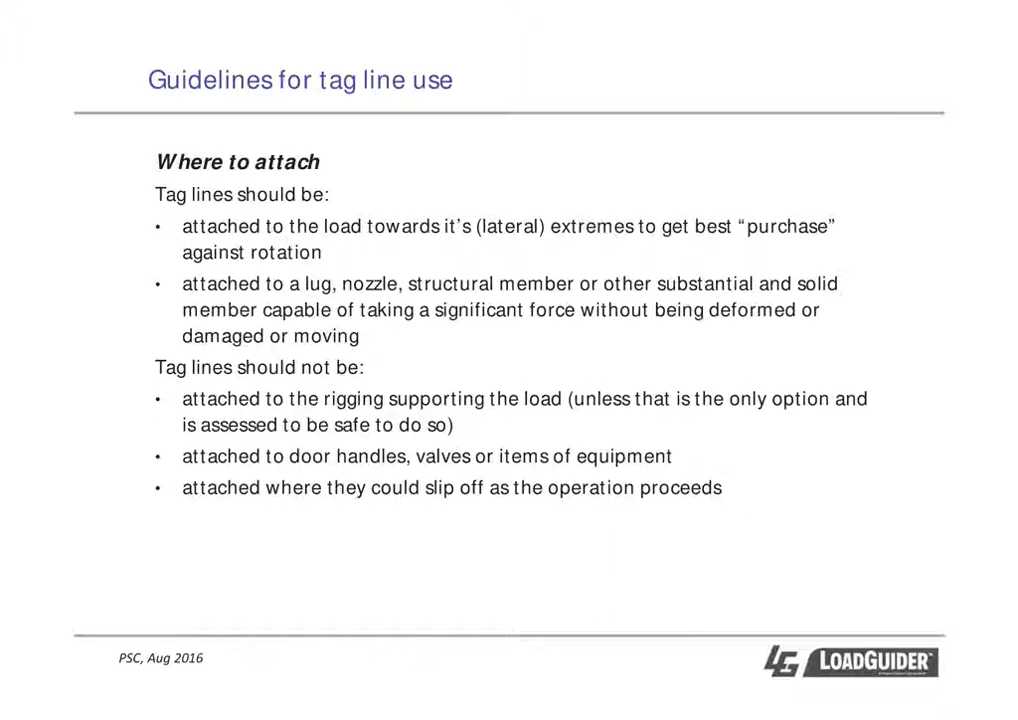 Guidelines for tag line use
Where to attach
Tag lines should be:
• attached to the load towards it’s (lateral) extremes to get best “purchase”
against rotation
• attached to a lug, nozzle, structural member or other substantial and solid
member capable of taking a significant force without being deformed or
damaged or moving
Tag lines should not be:
• attached to the rigging supporting the load (unless that is the only option and
is assessed to be safe to do so)
• attached to door handles, valves or items of equipment
• attached where they could slip off as the operation proceeds
PSC, Aug 2016
LG LOADGUIDER™